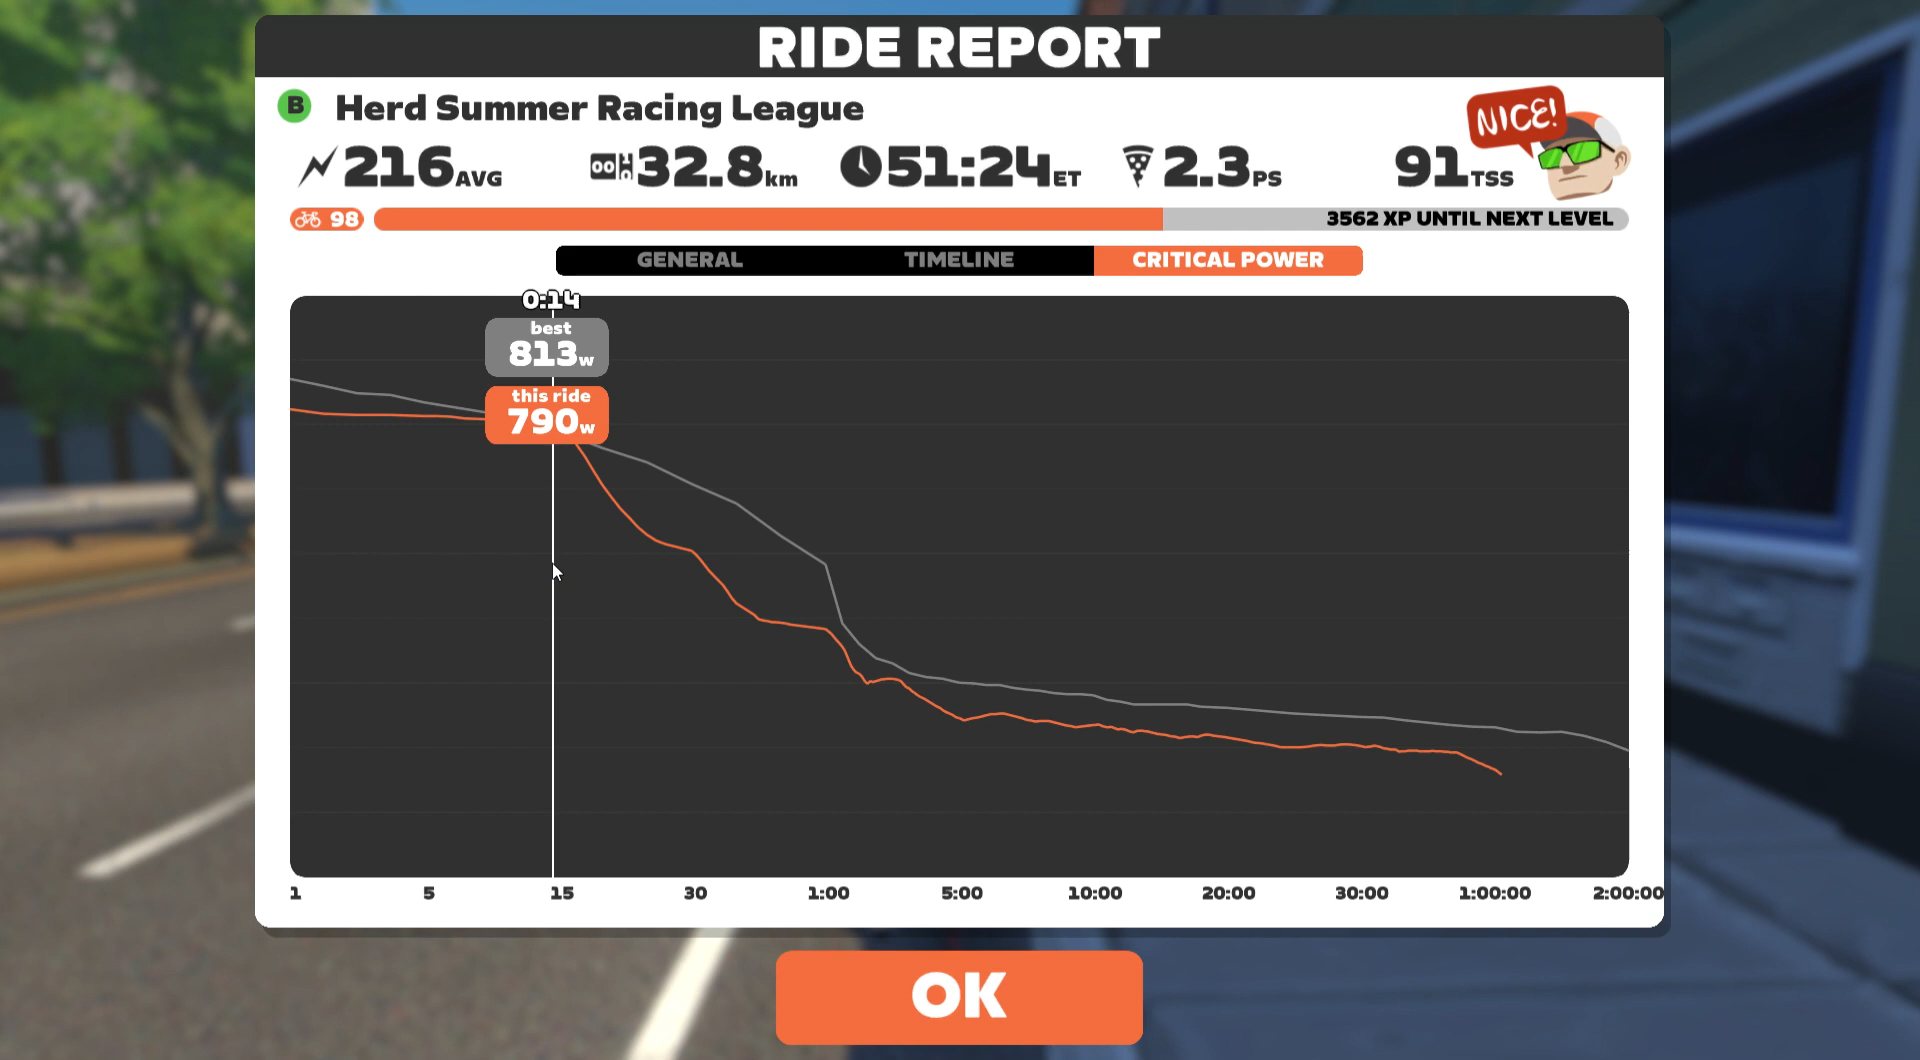 RIDE REPORT
B Herd Summer Racing League
NICE!
216AVG 32.8km 51:24ET 2.3PS 91TSS
98 3562 XP UNTIL NEXT LEVEL
GENERAL TIMELINE CRITICAL POWER
0:14
best
813w
this ride
790w
1 5 15 30 1:00 5:00 10:00 20:00 30:00 1:00:00 2:00:00
OK